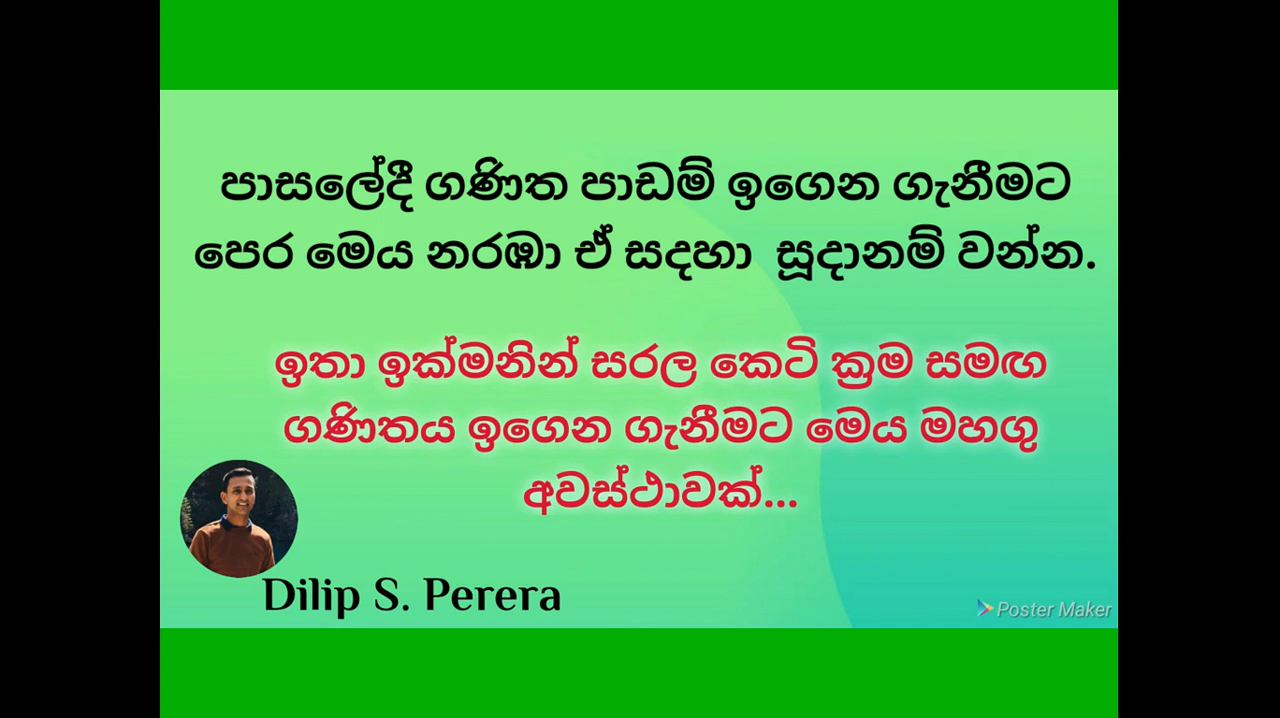 පාසලේදී ගණිත පාඩම් ඉගෙන ගැනීමට
පෙර මෙය නරඹා ඒ සදහා සූදානම් වන්න.
ඉතා ඉක්මනින් සරල කෙටි ක්‍රම සමඟ
ගණිතය ඉගෙන ගැනීමට මෙය මහගු
අවස්ථාවක්...
Dilip S. Perera
Poster Maker